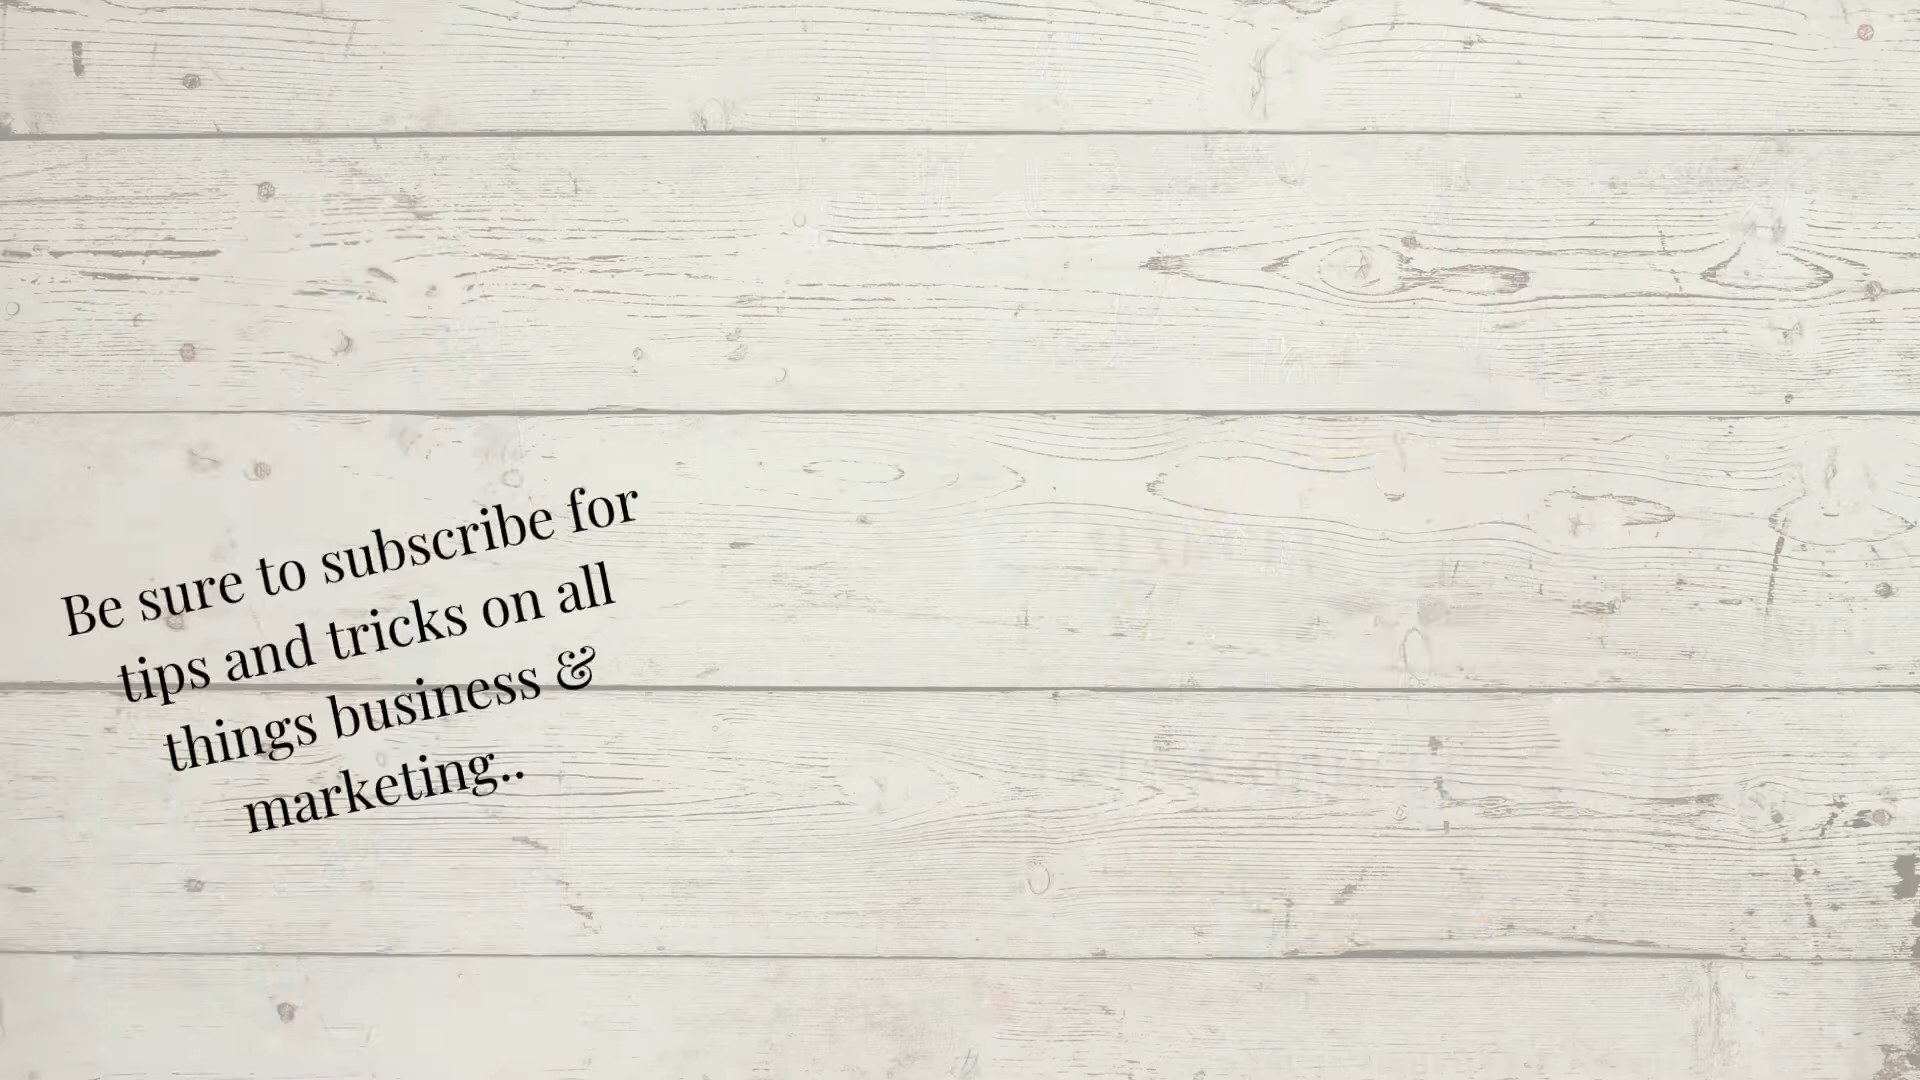 Be sure to subscribe for
tips and tricks on all
things business &
marketing..